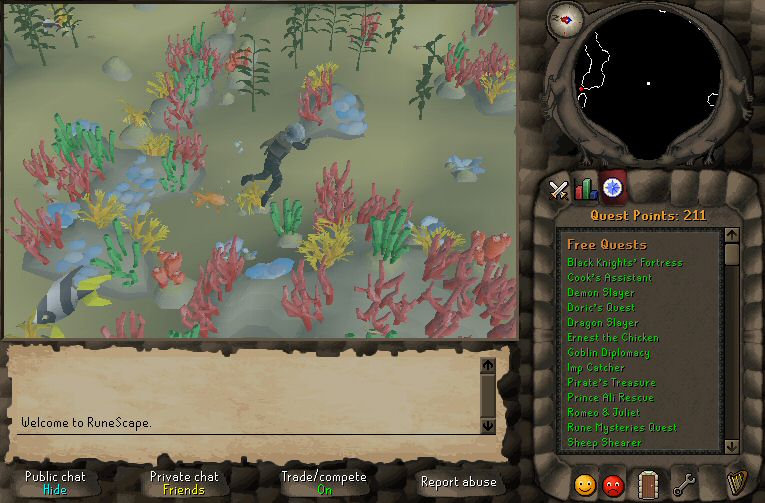 Quest Points: 211
Free Quests
Black Knights' Fortress
Cook's Assistant
Demon Slayer
Doric's Quest
Dragon Slayer
Ernest the Chicken
Goblin Diplomacy
Imp Catcher
Pirate's Treasure
Prince Ali Rescue
Romeo & Juliet
Rune Mysteries Quest
Sheep Shearer
Welcome to RuneScape.
Public chat
Hide
Private chat
Friends
Trade/compete
On
Report abuse